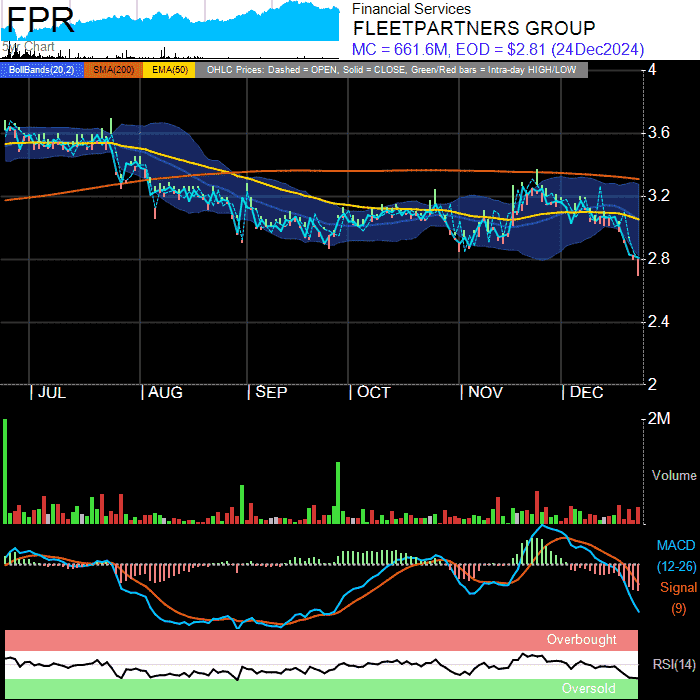 FPR
5yr Chart
Financial Services
FLEETPARTNERS GROUP
MC = 661.6M, EOD = $2.81 (24Dec2024)
BollBands(20,2) SMA(200) EMA(50) OHLC Prices: Dashed = OPEN, Solid = CLOSE, Green/Red bars = Intra-day HIGH/LOW
4
3.6
3.2
2.8
2.4
2
JUL AUG SEP OCT NOV DEC
2M
Volume
MACD
(12-26)
Signal
(9)
Overbought
RSI(14)
Oversold